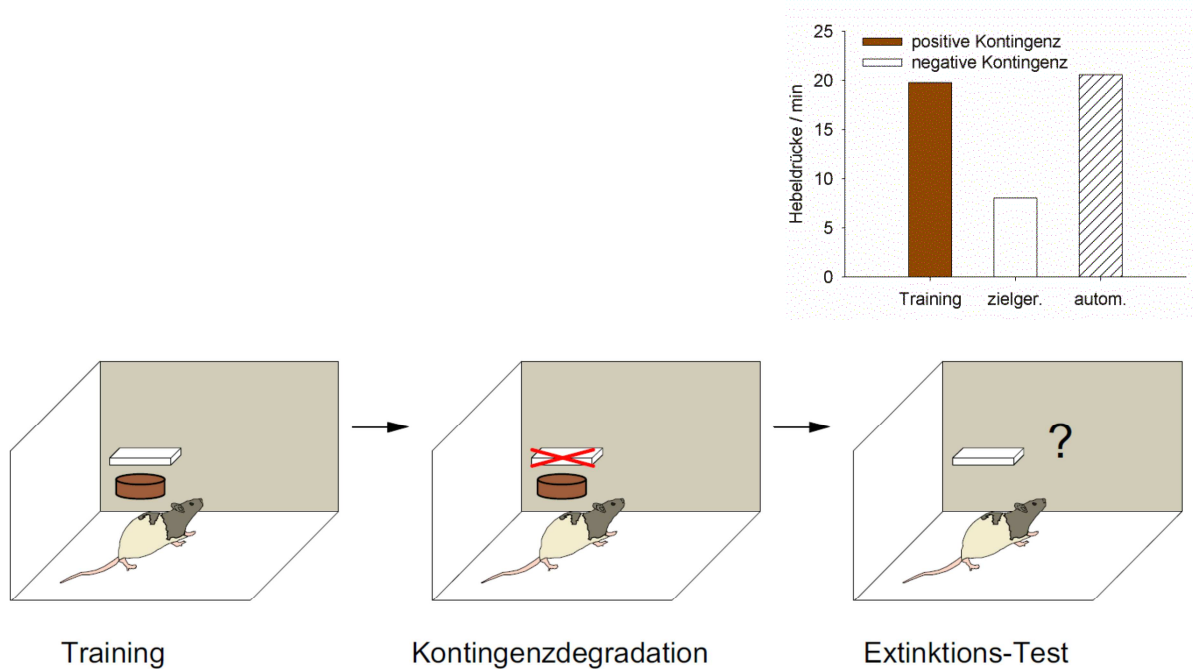 25
20
15
10
5
0
Hebeldrücke / min
positive Kontingenz
negative Kontingenz
Training zielger. autom.
?
Training Kontingenzdegradation Extinktions-Test